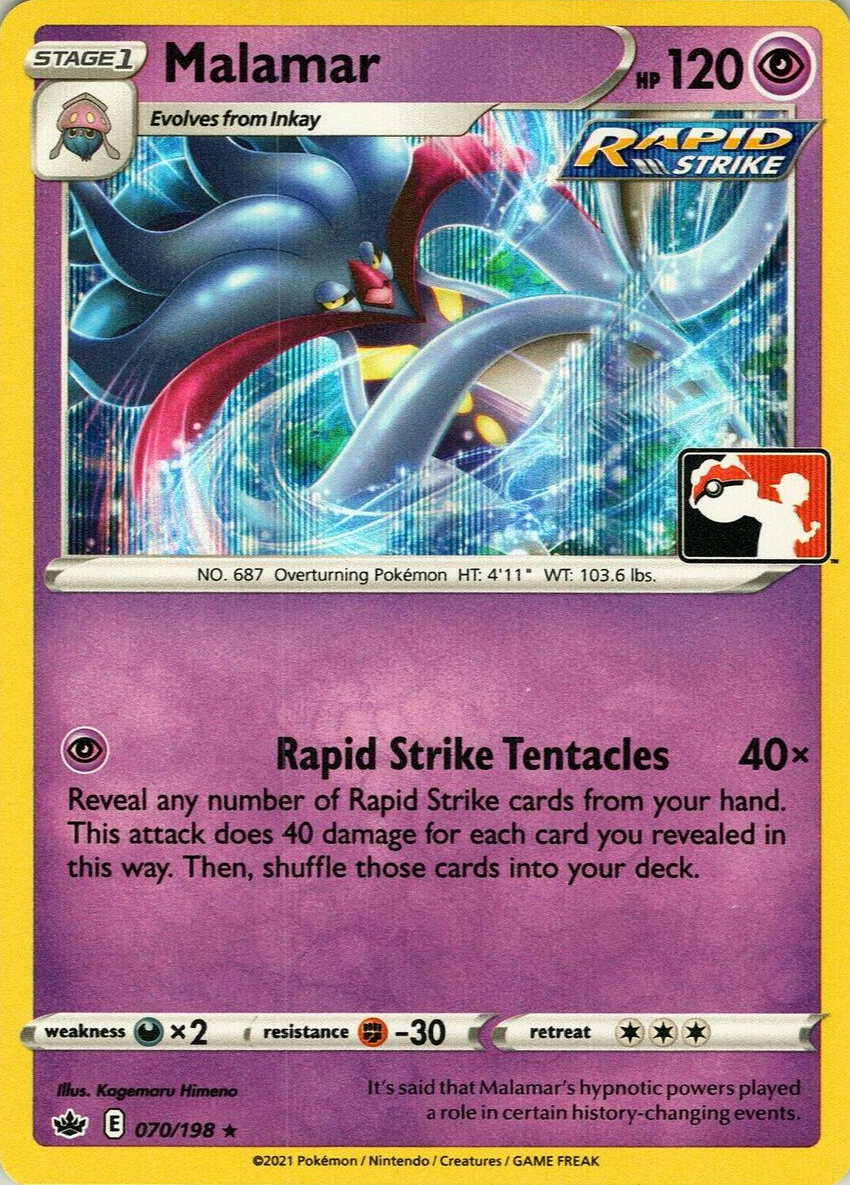 STAGE1 Malamar HP 120
Evolves from Inkay
RAPID
STRIKE
NO. 687 Overturning Pokémon HT: 4'11" WT: 103.6 lbs.
™
Rapid Strike Tentacles 40×
Reveal any number of Rapid Strike cards from your hand.
This attack does 40 damage for each card you revealed in
this way. Then, shuffle those cards into your deck.
weakness ×2 resistance -30 retreat
Illus. Kagemaru Himeno
It's said that Malamar's hypnotic powers played
a role in certain history-changing events.
E 070/198 ★
©2021 Pokémon / Nintendo / Creatures / GAME FREAK